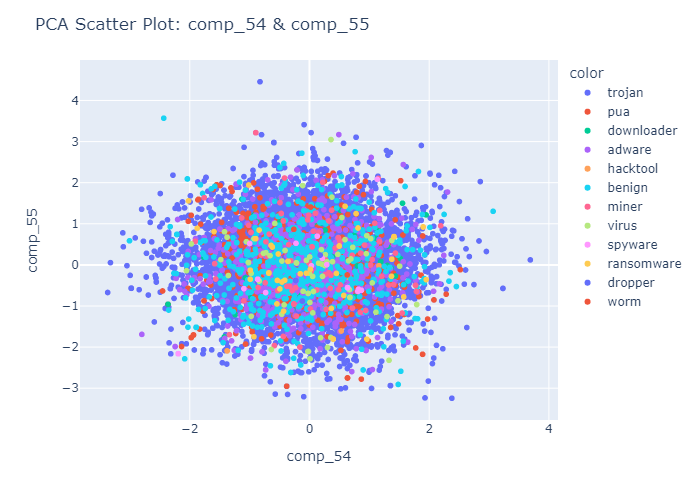 PCA Scatter Plot: comp_54 & comp_55
color
trojan
pua
downloader
adware
hacktool
benign
miner
virus
spyware
ransomware
dropper
worm
comp_55
4
3
2
1
0
−1
−2
−3
−2
0
2
4
comp_54